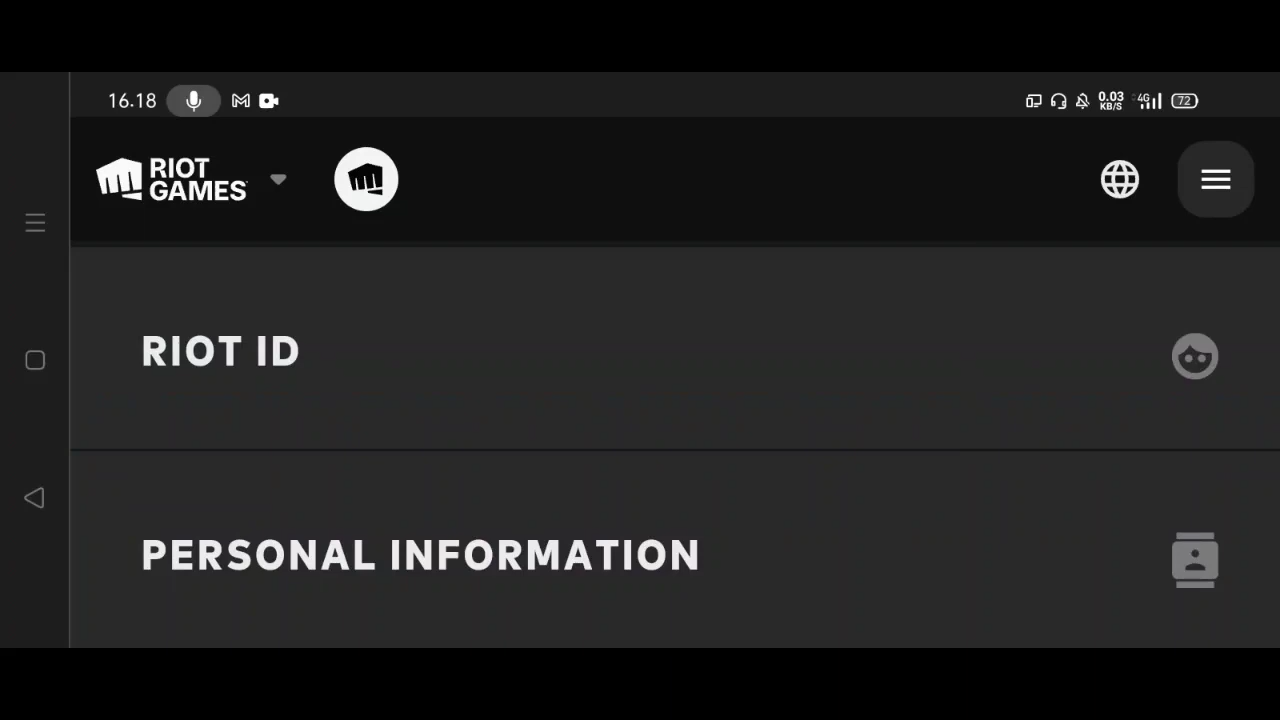 16.18
0.03
KB/S
4G
72
RIOT
GAMES
RIOT ID
PERSONAL INFORMATION